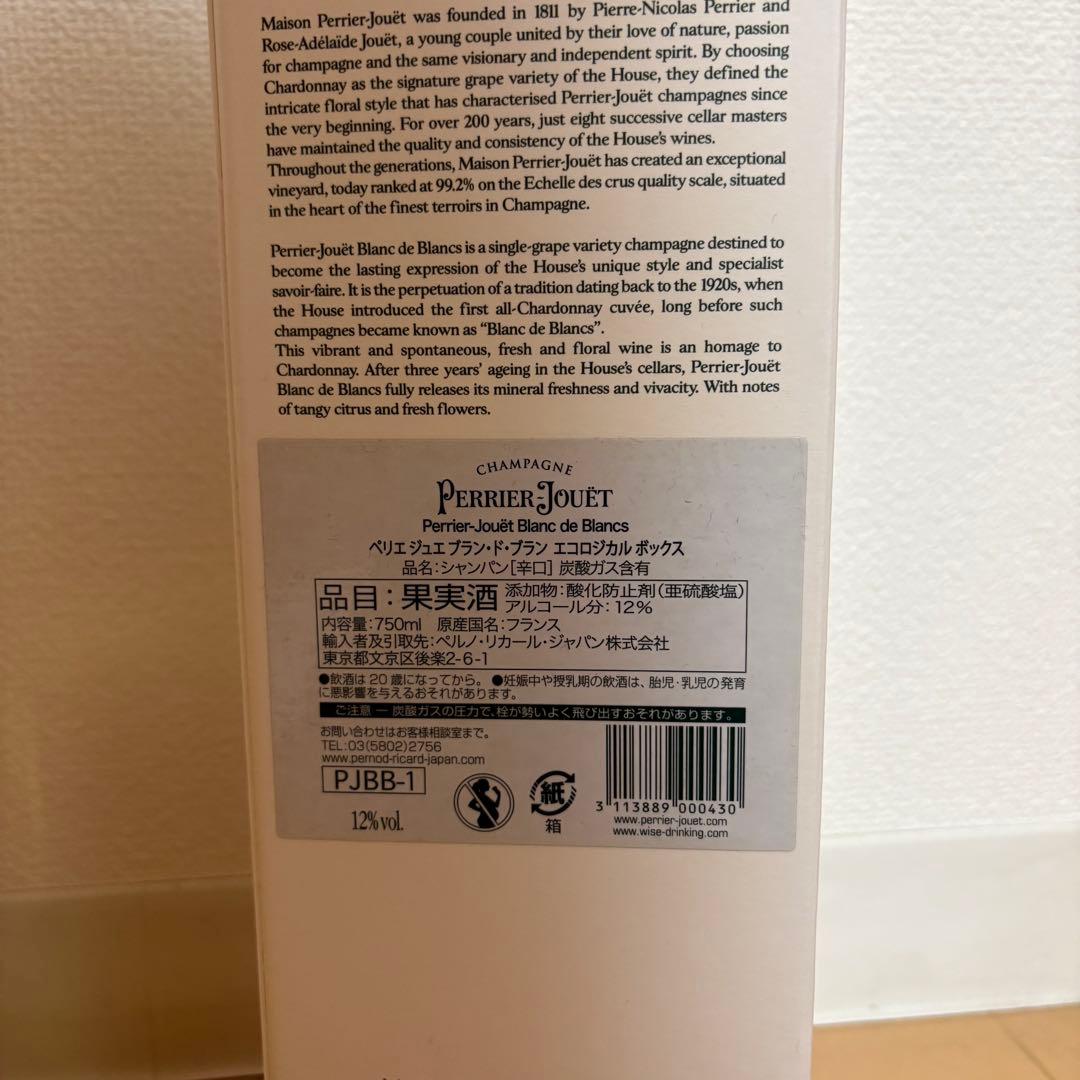 Maison Perrier-Jouët was founded in 1811 by Pierre-Nicolas Perrier and
Rose-Adélaïde Jouët, a young couple united by their love of nature, passion
for champagne and the same visionary and independent spirit. By choosing
Chardonnay as the signature grape variety of the House, they defined the
intricate floral style that has characterised Perrier-Jouët champagnes since
the very beginning. For over 200 years, just eight successive cellar masters
have maintained the quality and consistency of the House's wines.
Throughout the generations, Maison Perrier-Jouët has created an exceptional
vineyard, today ranked at 99.2% on the Echelle des crus quality scale, situated
in the heart of the finest terroirs in Champagne.
Perrier-Jouët Blanc de Blancs is a single-grape variety champagne destined to
become the lasting expression of the House's unique style and specialist
savoir-faire. It is the perpetuation of a tradition dating back to the 1920s, when
the House introduced the first all-Chardonnay cuvée, long before such
champagnes became known as “Blanc de Blancs”.
This vibrant and spontaneous, fresh and floral wine is an homage to
Chardonnay. After three years' ageing in the House's cellars, Perrier-Jouët
Blanc de Blancs fully releases its mineral freshness and vivacity. With notes
of tangy citrus and fresh flowers.
CHAMPAGNE
PERRIER-JOUËT
Perrier-Jouët Blanc de Blancs
ペリエ ジュエ ブラン・ド・ブラン エコロジカル ボックス
品名:シャンパン[辛口] 炭酸ガス含有
品目:果実酒 添加物:酸化防止剤(亜硫酸塩)
アルコール分:12%
内容量:750ml 原産国名:フランス
輸入者及引取先:ペルノ・リカール・ジャパン株式会社
東京都文京区後楽2-6-1
●飲酒は20歳になってから。●妊娠中や授乳期の飲酒は、胎児・乳児の発育
に悪影響を与えるおそれがあります。
ご注意 — 炭酸ガスの圧力で、栓が勢いよく飛び出すおそれがあります。
お問い合わせはお客様相談室まで。
TEL:03(5802)2756
www.pernod-ricard-japan.com
PJBB-1
12% vol.
紙
箱
3 113889 000430
www.perrier-jouet.com
www.wise-drinking.com